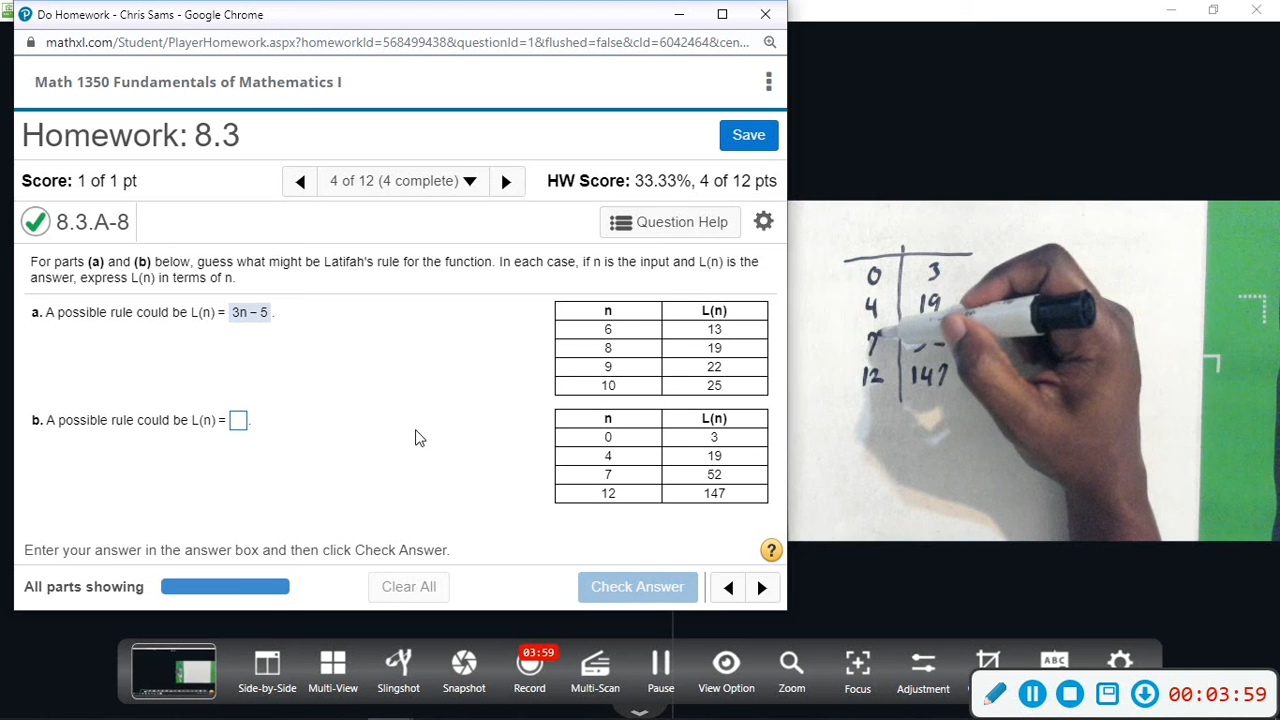 Do Homework - Chris Sams - Google Chrome
mathxl.com/Student/PlayerHomework.aspx?homeworkId=568499438&questionId=1&flushed=false&cId=6042464&cen...
Math 1350 Fundamentals of Mathematics I
Homework: 8.3
Save
Score: 1 of 1 pt
4 of 12 (4 complete)
HW Score: 33.33%, 4 of 12 pts
8.3.A-8
Question Help
For parts (a) and (b) below, guess what might be Latifah's rule for the function. In each case, if n is the input and L(n) is the
answer, express L(n) in terms of n.
a. A possible rule could be L(n) = 3n − 5 .
n L(n)
6 13
8 19
9 22
10 25
b. A possible rule could be L(n) = .
n L(n)
0 3
4 19
7 52
12 147
Enter your answer in the answer box and then click Check Answer.
?
All parts showing
Clear All
Check Answer
0 3
4 19
7
12 147
Side-by-Side
Multi-View
Slingshot
Snapshot
03:59
Record
Multi-Scan
Pause
View Option
Zoom
Focus
Adjustment
ABC
00:03:59